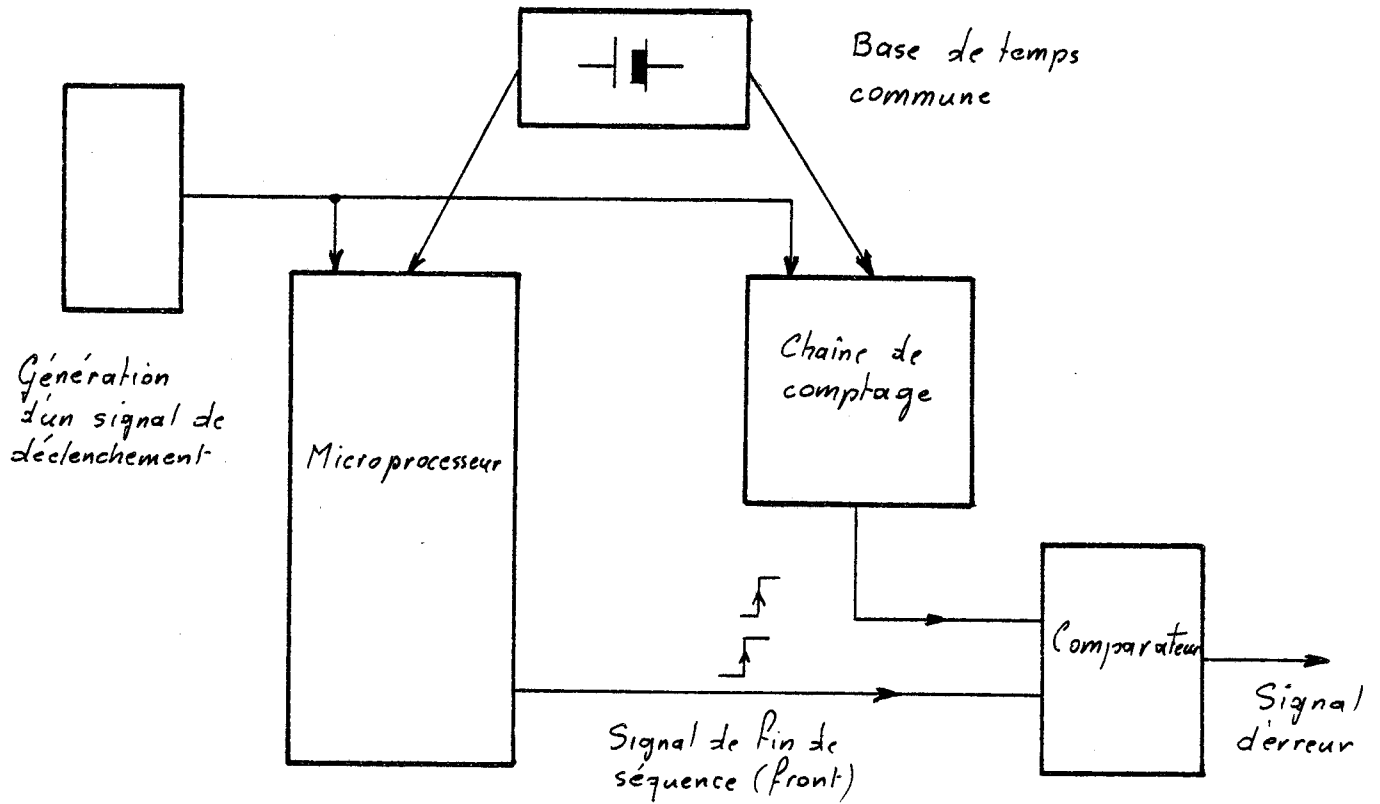 Base de temps
commune
Génération
d'un signal de
déclenchement
Microprocesseur
Chaîne de
comptage
Comparateur
Signal
d'erreur
Signal de fin de
séquence (front)